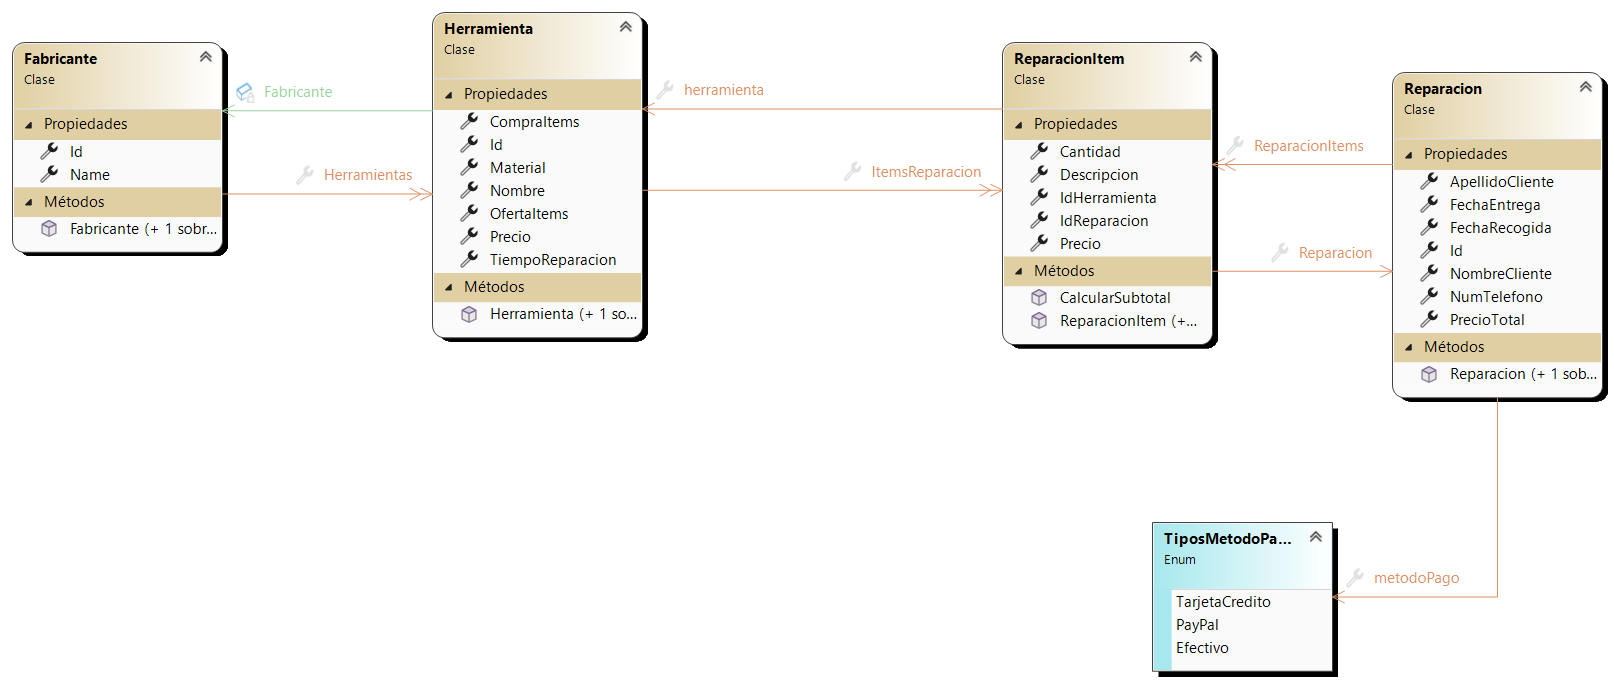 Fabricante
Clase
Propiedades
Id
Name
Métodos
Fabricante (+ 1 sobr...
Fabricante
Herramientas
Herramienta
Clase
Propiedades
CompraItems
Id
Material
Nombre
OfertaItems
Precio
TiempoReparacion
Métodos
Herramienta (+ 1 so...
herramienta
ItemsReparacion
ReparacionItem
Clase
Propiedades
Cantidad
Descripcion
IdHerramienta
IdReparacion
Precio
Métodos
CalcularSubtotal
ReparacionItem (+...
ReparacionItems
Reparacion
Reparacion
Clase
Propiedades
ApellidoCliente
FechaEntrega
FechaRecogida
Id
NombreCliente
NumTelefono
PrecioTotal
Métodos
Reparacion (+ 1 sob...
TiposMetodoPa...
Enum
TarjetaCredito
PayPal
Efectivo
metodoPago